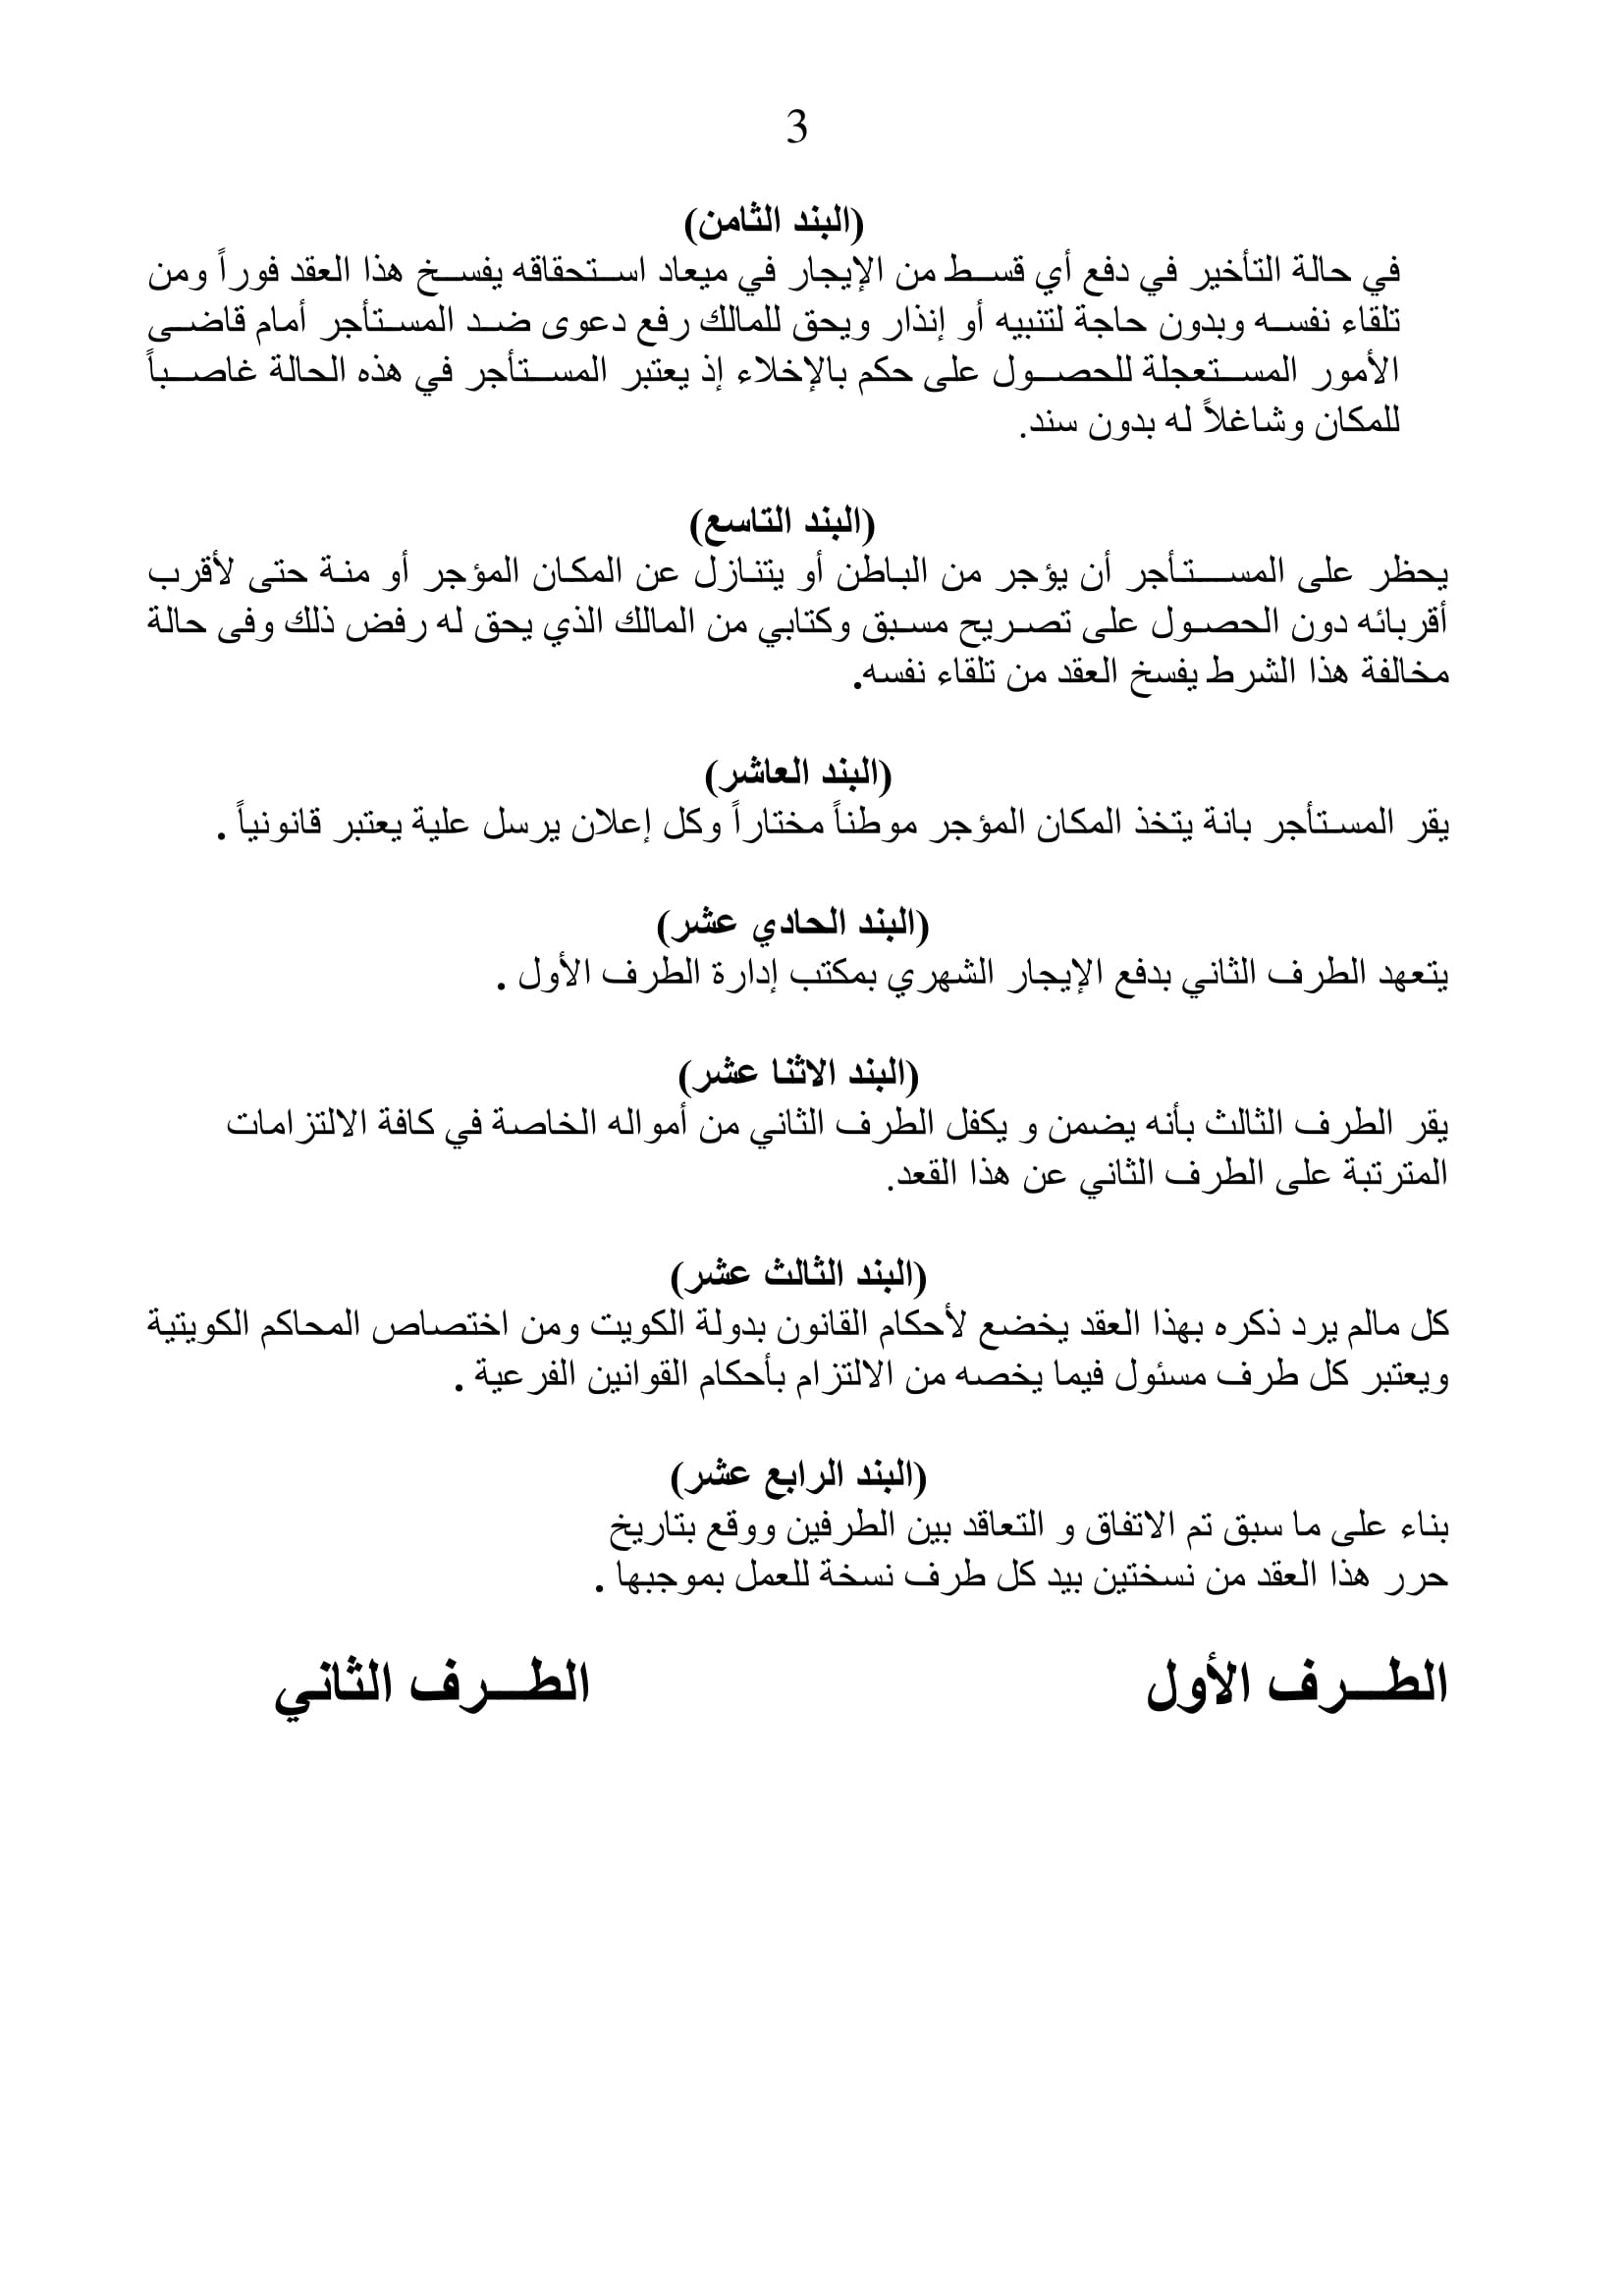 3
(البند الثامن)
في حالة التأخير في دفع أي قسط من الإيجار في ميعاد استحقاقه يفسخ هذا العقد فوراً ومن
تلقاء نفسه وبدون حاجة لتنبيه أو إنذار ويحق للمالك رفع دعوى ضد المستأجر أمام قاضى
الأمور المستعجلة للحصول على حكم بالإخلاء إذ يعتبر المستأجر في هذه الحالة غاصباً
للمكان وشاغلاً له بدون سند.
(البند التاسع)
يحظر على المستأجر أن يؤجر من الباطن أو يتنازل عن المكان المؤجر أو منة حتى لأقرب
أقربائه دون الحصول على تصريح مسبق وكتابي من المالك الذي يحق له رفض ذلك وفى حالة
مخالفة هذا الشرط يفسخ العقد من تلقاء نفسه.
(البند العاشر)
يقر المستأجر بانة يتخذ المكان المؤجر موطناً مختاراً وكل إعلان يرسل علية يعتبر قانونياً .
(البند الحادي عشر)
يتعهد الطرف الثاني بدفع الإيجار الشهري بمكتب إدارة الطرف الأول .
(البند الاثنا عشر)
يقر الطرف الثالث بأنه يضمن و يكفل الطرف الثاني من أمواله الخاصة في كافة الالتزامات
المترتبة على الطرف الثاني عن هذا القعد.
(البند الثالث عشر)
كل مالم يرد ذكره بهذا العقد يخضع لأحكام القانون بدولة الكويت ومن اختصاص المحاكم الكويتية
ويعتبر كل طرف مسئول فيما يخصه من الالتزام بأحكام القوانين الفرعية .
(البند الرابع عشر)
بناء على ما سبق تم الاتفاق و التعاقد بين الطرفين ووقع بتاريخ
حرر هذا العقد من نسختين بيد كل طرف نسخة للعمل بموجبها .
الطـــرف الأول الطـــرف الثاني